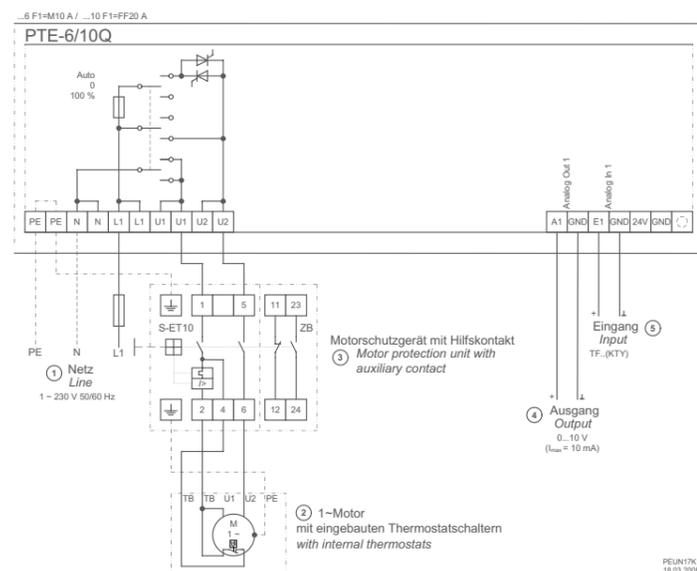 ...6 F1=M10 A / ...10 F1=FF20 A
PTE-6/10Q
Auto
0
100 %
Analog Out 1
Analog In 1
PE PE N N L1 L1 U1 U1 U2 U2
A1 GND E1 GND 24V GND
1 5 11 23
S-ET10
ZB
I>
2 4 6 12 24
PE N L1
1 Netz
Line
1 ~ 230 V 50/60 Hz
Motorschutzgerät mit Hilfskontakt
3 Motor protection unit with
auxiliary contact
+ ⊥
Eingang 5
Input
TF..(KTY)
+ ⊥
4 Ausgang
Output
0...10 V
(Imax = 10 mA)
TB TB U1 U2 PE
M
1 ~
2 1~Motor
mit eingebauten Thermostatschaltern
with internal thermostats
PEUN17K